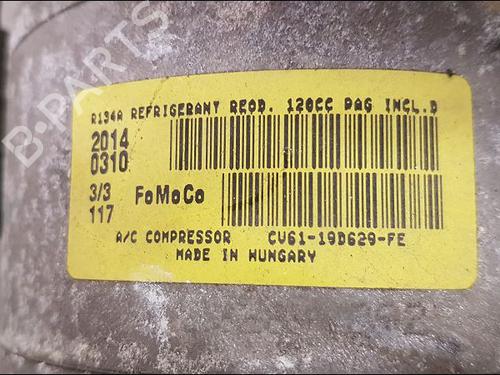 R134A REFRIGERANT REQD. 120CC PAG INCL.D
2014
0310
3/3
117
FoMoCo
A/C COMPRESSOR CV61-19D629-FE
MADE IN HUNGARY
B-PARTS